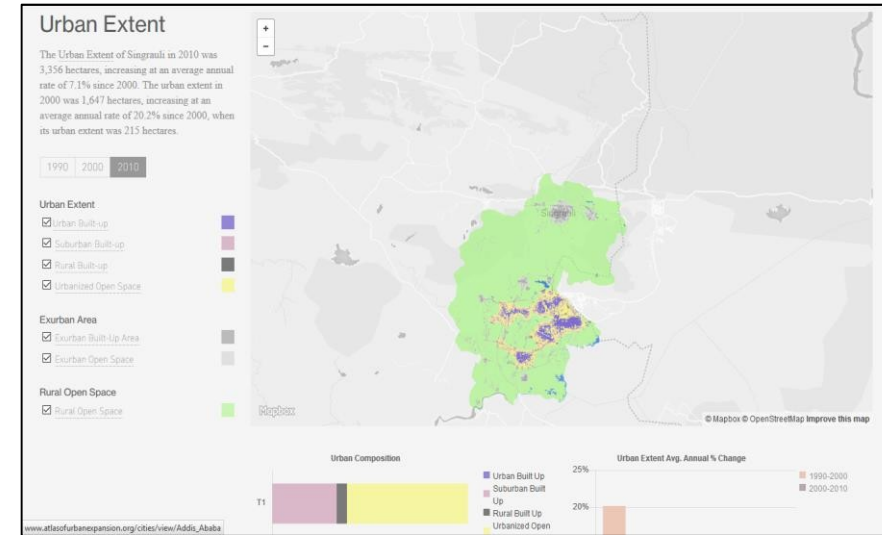 Urban Extent
The Urban Extent of Singrauli in 2010 was
3,356 hectares, increasing at an average annual
rate of 7.1% since 2000. The urban extent in
2000 was 1,647 hectares, increasing at an
average annual rate of 20.2% since 2000, when
its urban extent was 215 hectares.
1990 2000 2010
Urban Extent
Urban Built-up
Suburban Built-up
Rural Built-up
Urbanized Open Space
Exurban Area
Exurban Built-Up Area
Exurban Open Space
Rural Open Space
Rural Open Space
+
-
Singrauli
Mapbox
© Mapbox © OpenStreetMap Improve this map
Urban Composition
T1
Urban Built Up
Suburban Built
Up
Rural Built Up
Urbanized Open
Urban Extent Avg. Annual % Change
25%
20%
1990-2000
2000-2010
www.atlasofurbanexpansion.org/cities/view/Addis_Ababa